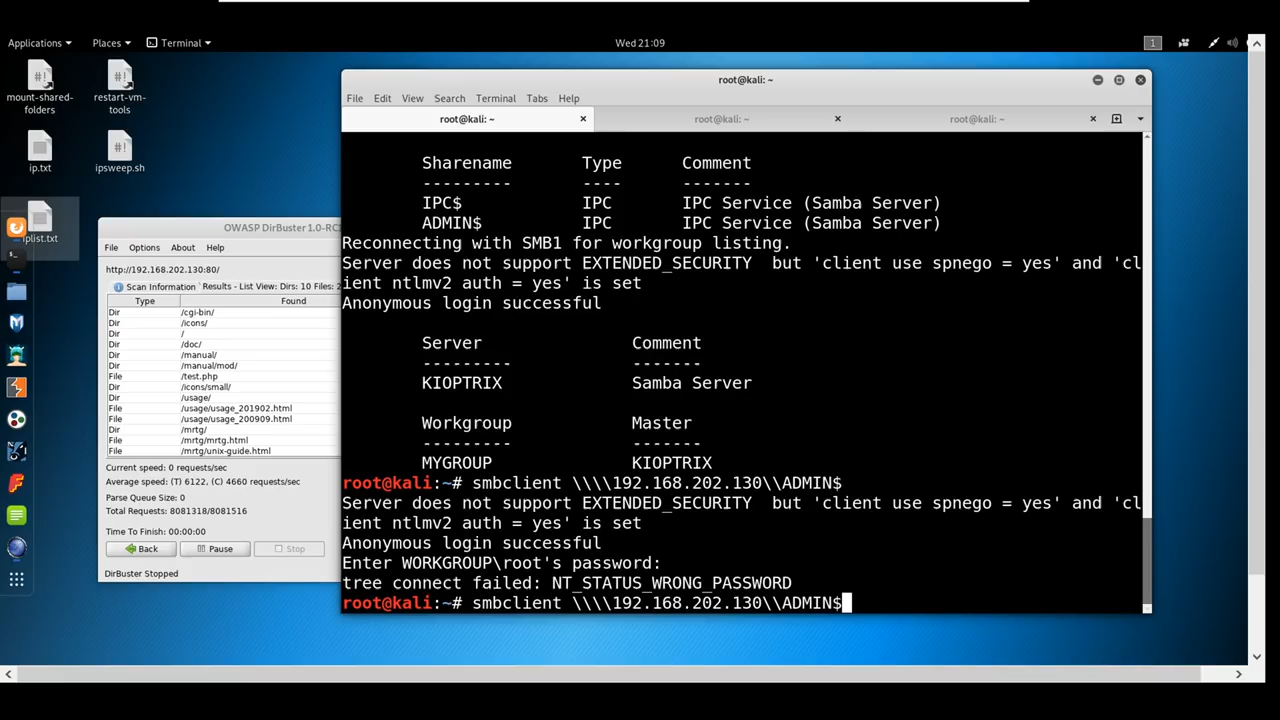 Applications Places Terminal Wed 21:09 1
mount-shared-folders
restart-vm-tools
ip.txt
ipsweep.sh
iplist.txt
OWASP DirBuster 1.0-RC
File Options About Help
http://192.168.202.130:80/
Scan Information Results - List View: Dirs: 10 Files: 2
Type Found
Dir /cgi-bin/
Dir /icons/
Dir /
Dir /doc/
Dir /manual/
Dir /manual/mod/
File /test.php
Dir /icons/small/
Dir /usage/
File /usage/usage_201902.html
File /usage/usage_200909.html
Dir /mrtg/
File /mrtg/mrtg.html
File /mrtg/unix-guide.html
Current speed: 0 requests/sec
Average speed: (T) 6122, (C) 4660 requests/sec
Parse Queue Size: 0
Total Requests: 8081318/8081516
Time To Finish: 00:00:00
Back Pause Stop
DirBuster Stopped
root@kali: ~
File Edit View Search Terminal Tabs Help
root@kali: ~ root@kali: ~ root@kali: ~
Sharename Type Comment
--------- ---- -------
IPC$ IPC IPC Service (Samba Server)
ADMIN$ IPC IPC Service (Samba Server)
Reconnecting with SMB1 for workgroup listing.
Server does not support EXTENDED_SECURITY  but 'client use spnego = yes' and 'cl
ient ntlmv2 auth = yes' is set
Anonymous login successful
Server Comment
--------- -------
KIOPTRIX Samba Server
Workgroup Master
--------- -------
MYGROUP KIOPTRIX
root@kali:~# smbclient \\\\192.168.202.130\\ADMIN$
Server does not support EXTENDED_SECURITY  but 'client use spnego = yes' and 'cl
ient ntlmv2 auth = yes' is set
Anonymous login successful
Enter WORKGROUP\root's password:
tree connect failed: NT_STATUS_WRONG_PASSWORD
root@kali:~# smbclient \\\\192.168.202.130\\ADMIN$